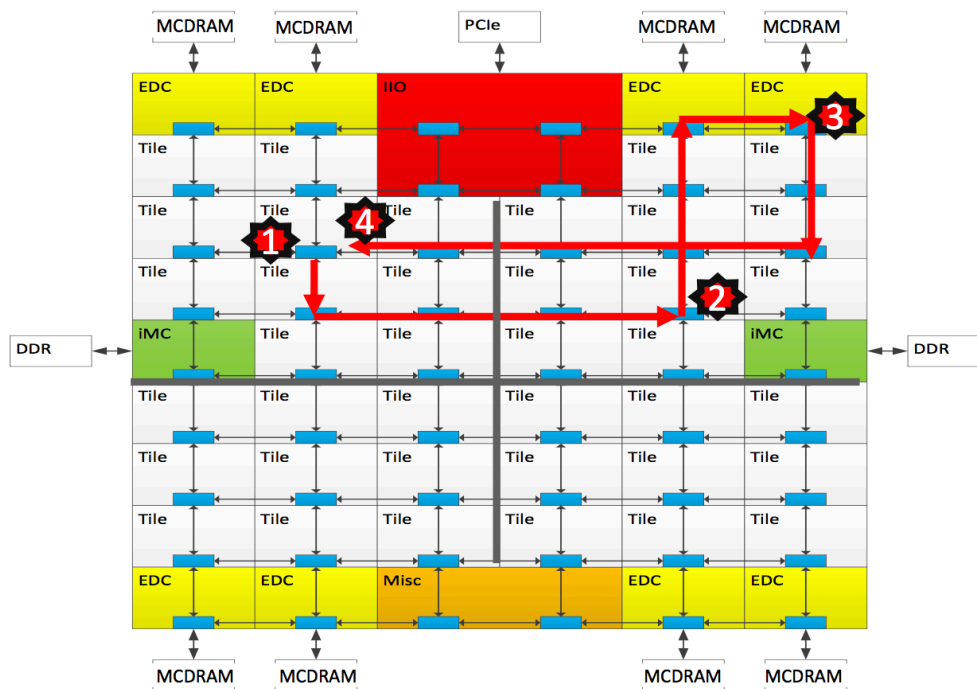 MCDRAM MCDRAM PCIe MCDRAM MCDRAM
EDC EDC IIO EDC EDC
3
Tile Tile Tile Tile
Tile Tile Tile Tile Tile Tile
4
1
Tile Tile Tile Tile Tile Tile
2
iMC Tile Tile Tile Tile iMC
DDR DDR
Tile Tile Tile Tile Tile Tile
Tile Tile Tile Tile Tile Tile
Tile Tile Tile Tile Tile Tile
EDC EDC Misc EDC EDC
MCDRAM MCDRAM MCDRAM MCDRAM